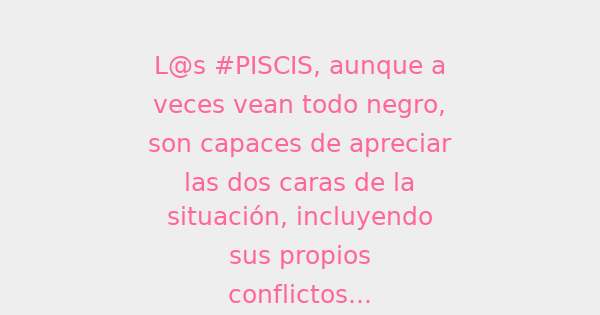 L@s #PISCIS, aunque a
veces vean todo negro,
son capaces de apreciar
las dos caras de la
situación, incluyendo
sus propios
conflictos...